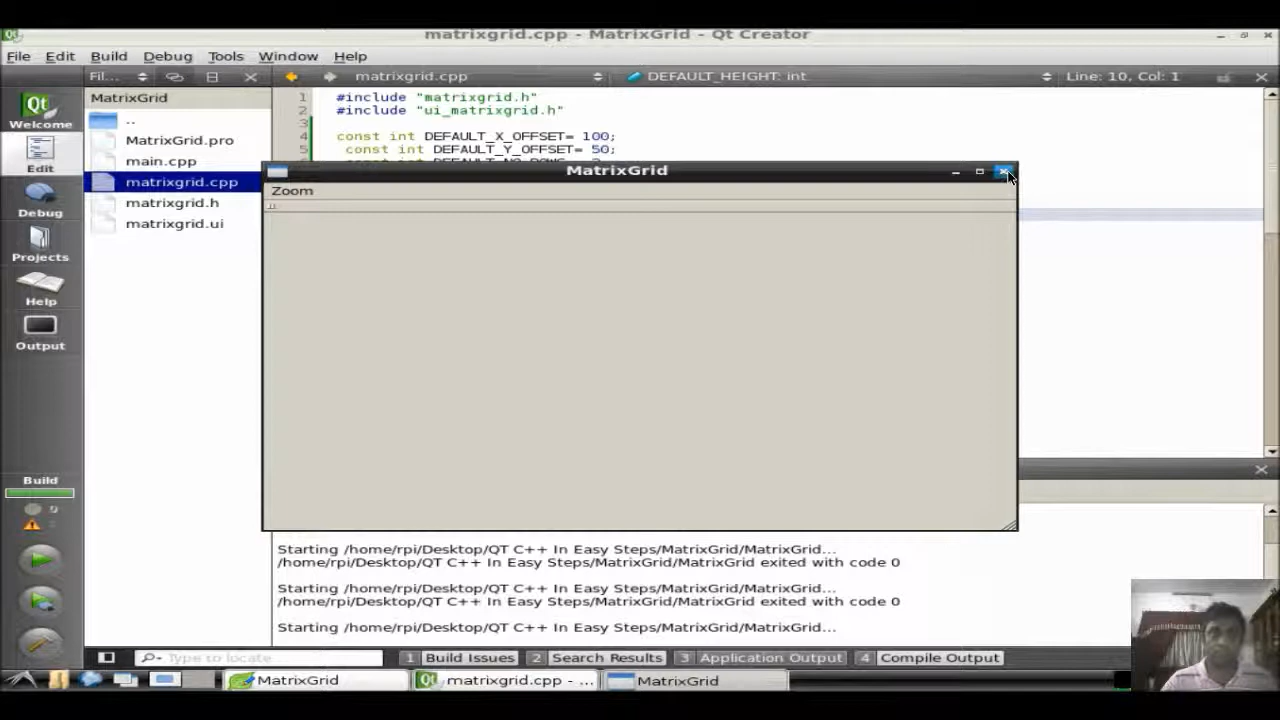 matrixgrid.cpp - MatrixGrid - Qt Creator
File Edit Build Debug Tools Window Help
Fil... matrixgrid.cpp DEFAULT_HEIGHT: int Line: 10, Col: 1
Qt
Welcome
Edit
Debug
Projects
Help
Output
MatrixGrid
..
MatrixGrid.pro
main.cpp
matrixgrid.cpp
matrixgrid.h
matrixgrid.ui
1 #include "matrixgrid.h"
2 #include "ui_matrixgrid.h"
3
4 const int DEFAULT_X_OFFSET= 100;
5 const int DEFAULT_Y_OFFSET= 50;
MatrixGrid
Zoom
Starting /home/rpi/Desktop/QT C++ In Easy Steps/MatrixGrid/MatrixGrid...
/home/rpi/Desktop/QT C++ In Easy Steps/MatrixGrid/MatrixGrid exited with code 0
Starting /home/rpi/Desktop/QT C++ In Easy Steps/MatrixGrid/MatrixGrid...
/home/rpi/Desktop/QT C++ In Easy Steps/MatrixGrid/MatrixGrid exited with code 0
Starting /home/rpi/Desktop/QT C++ In Easy Steps/MatrixGrid/MatrixGrid...
Build
Type to locate 1 Build Issues 2 Search Results 3 Application Output 4 Compile Output
MatrixGrid matrixgrid.cpp - ... MatrixGrid